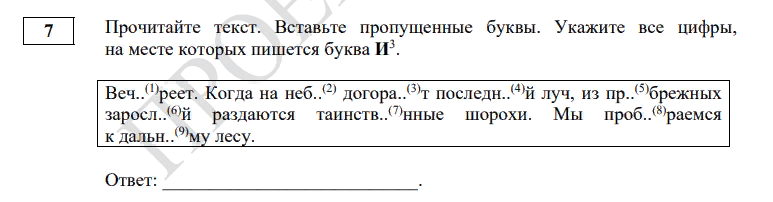 7
Прочитайте текст. Вставьте пропущенные буквы. Укажите все цифры,
на месте которых пишется буква И³.
Веч..⁽¹⁾реет. Когда на неб..⁽²⁾ догора..⁽³⁾т последн..⁽⁴⁾й луч, из пр..⁽⁵⁾брежных
заросл..⁽⁶⁾й раздаются таинств..⁽⁷⁾нные шорохи. Мы проб..⁽⁸⁾раемся
к дальн..⁽⁹⁾му лесу.
Ответ: ___________________________.
ПРОЕ